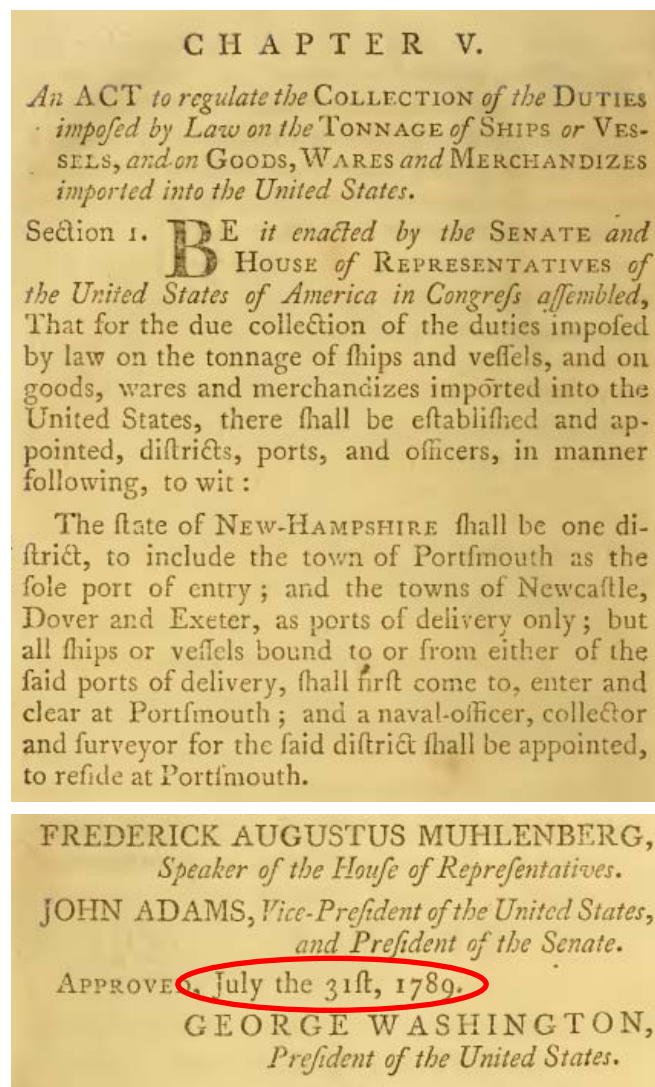 CHAPTER V.
An ACT to regulate the COLLECTION of the DUTIES
impoſed by Law on the TONNAGE of SHIPS or VES-
SELS, and on GOODS, WARES and MERCHANDIZES
imported into the United States.
Section 1. BE it enacted by the SENATE and
HOUSE of REPRESENTATIVES of
the United States of America in Congreſs aſſembled,
That for the due collection of the duties impoſed
by law on the tonnage of ſhips and veſſels, and on
goods, wares and merchandizes imported into the
United States, there ſhall be eſtabliſhed and ap-
pointed, diſtricts, ports, and officers, in manner
following, to wit :
The ſtate of NEW-HAMPSHIRE ſhall be one di-
ſtrict, to include the town of Portſmouth as the
ſole port of entry ; and the towns of Newcaſtle,
Dover and Exeter, as ports of delivery only ; but
all ſhips or veſſels bound to or from either of the
ſaid ports of delivery, ſhall firſt come to, enter and
clear at Portſmouth ; and a naval-officer, collector
and ſurveyor for the ſaid diſtrict ſhall be appointed,
to reſide at Portſmouth.
FREDERICK AUGUSTUS MUHLENBERG,
Speaker of the Houſe of Repreſentatives.
JOHN ADAMS, Vice-Preſident of the United States,
and Preſident of the Senate.
APPROVED, July the 31ſt, 1789.
GEORGE WASHINGTON,
Preſident of the United States.